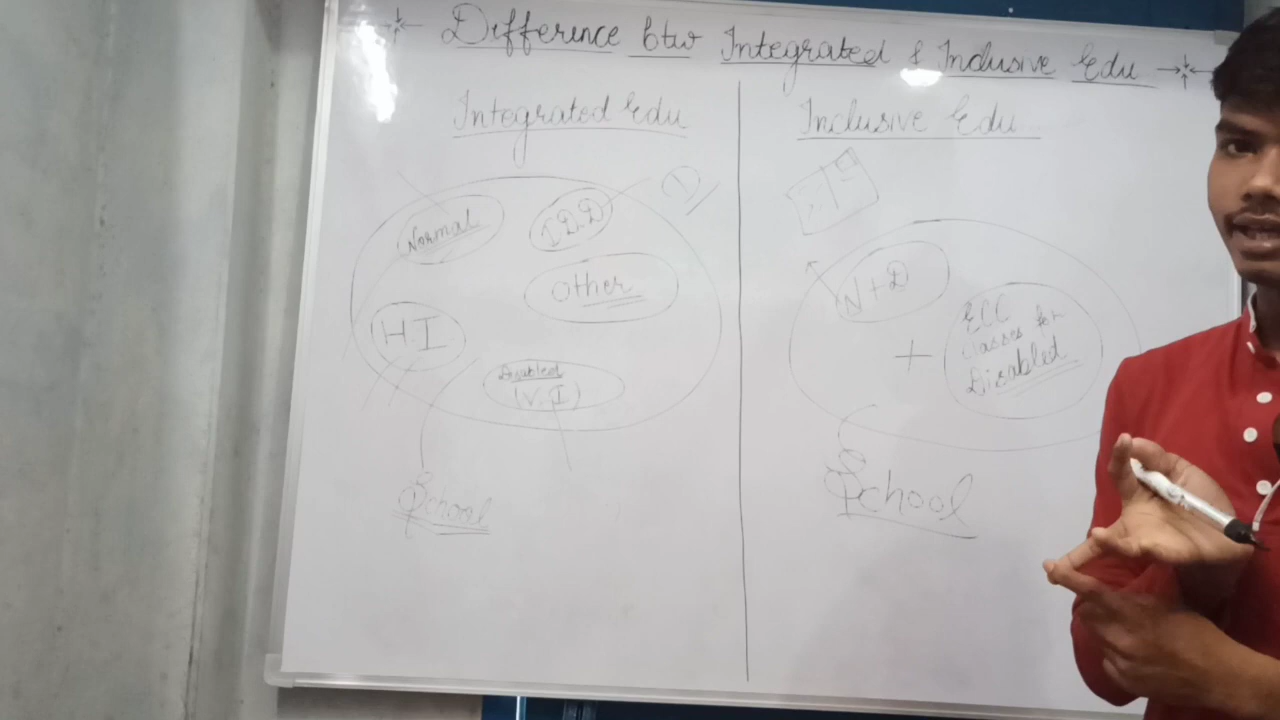 Difference btw Integrated & Inclusive Edu
Integrated Edu
Normal
I.D.D
D
Other
H.I
Disabled
(V.I)
School
Inclusive Edu
N+D
+
ECC
classes for
Disabled
School